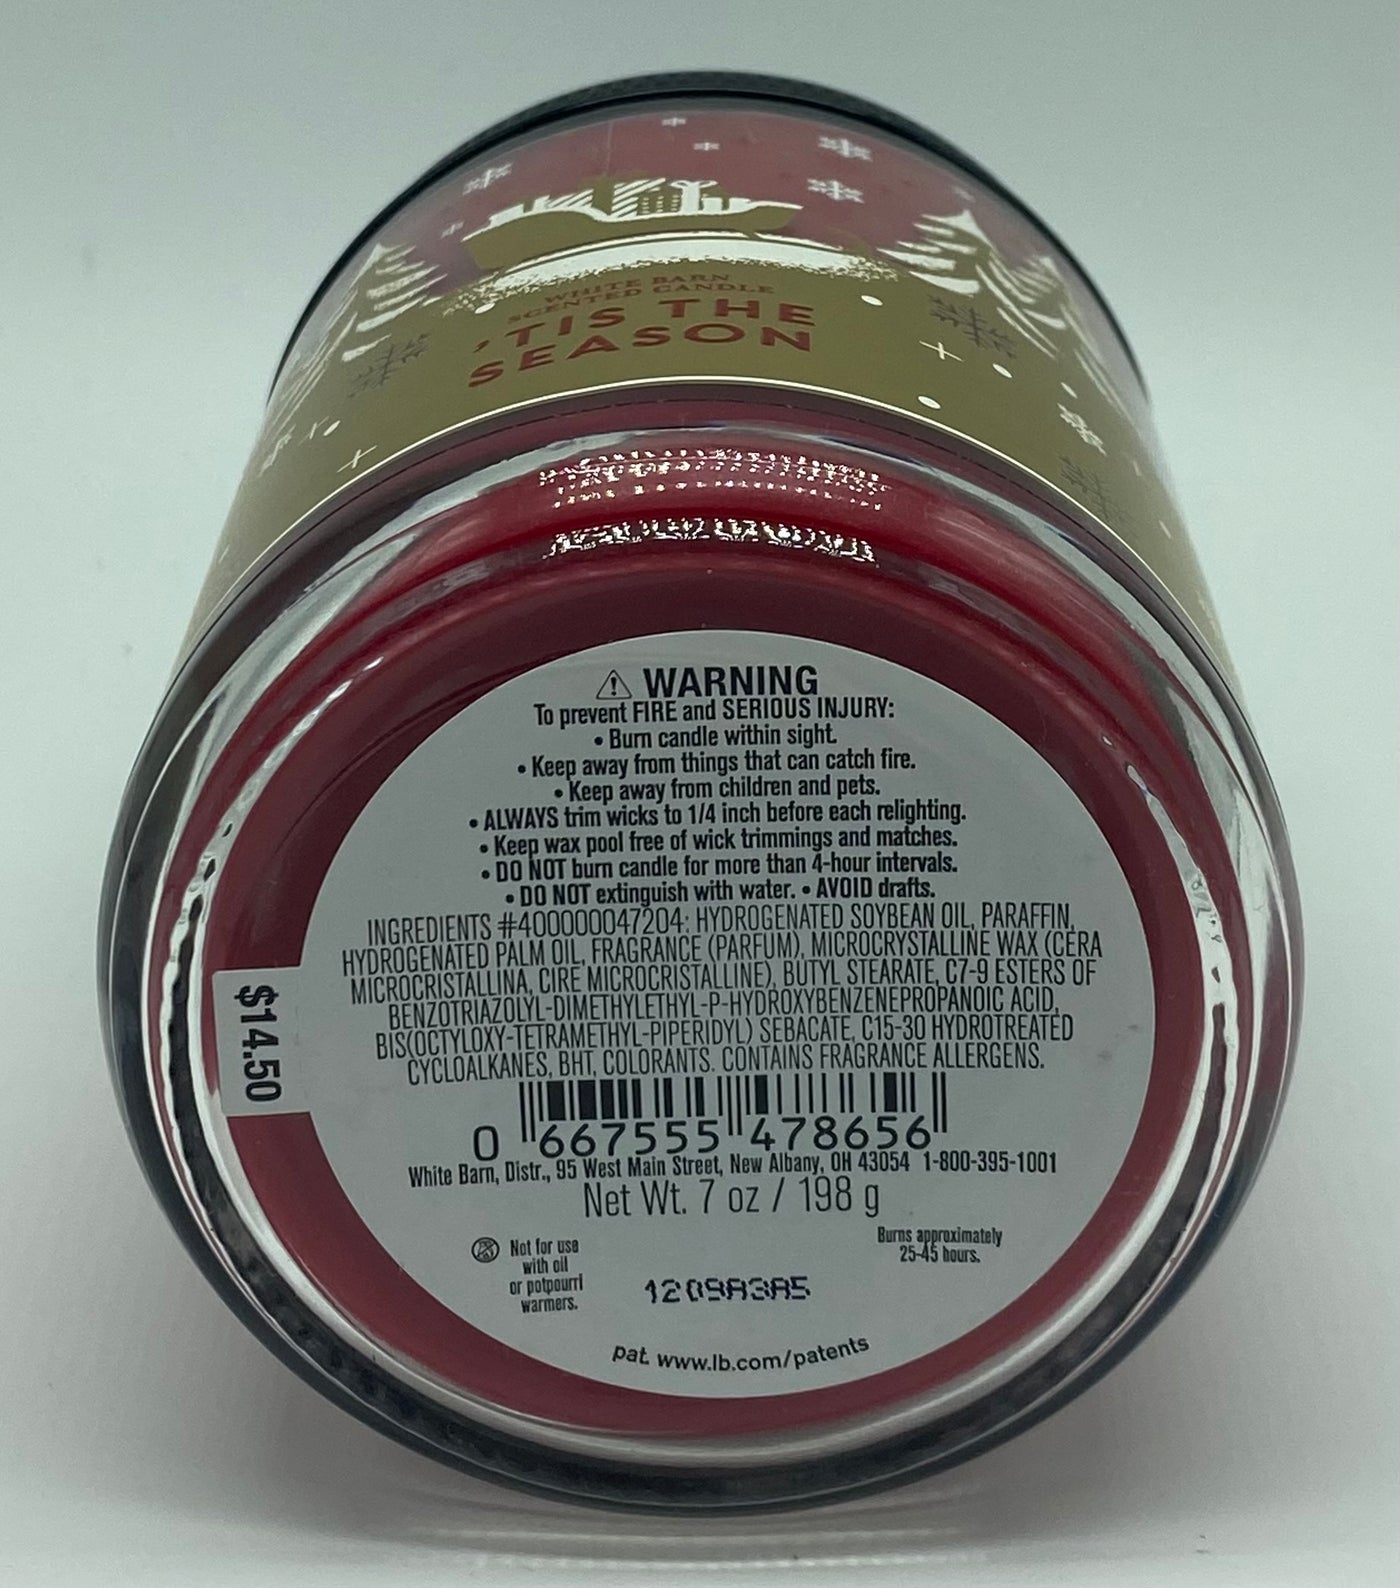 WHITE BARN
SCENTED CANDLE
'TIS THE
SEASON
WARNING
To prevent FIRE and SERIOUS INJURY:
• Burn candle within sight.
• Keep away from things that can catch fire.
• Keep away from children and pets.
• ALWAYS trim wicks to 1/4 inch before each relighting.
• Keep wax pool free of wick trimmings and matches.
• DO NOT burn candle for more than 4-hour intervals.
• DO NOT extinguish with water. • AVOID drafts.
INGREDIENTS #400000047204: HYDROGENATED SOYBEAN OIL, PARAFFIN,
HYDROGENATED PALM OIL, FRAGRANCE (PARFUM), MICROCRYSTALLINE WAX (CERA
MICROCRISTALLINA, CIRE MICROCRISTALLINE), BUTYL STEARATE, C7-9 ESTERS OF
BENZOTRIAZOLYL-DIMETHYLETHYL-P-HYDROXYBENZENEPROPANOIC ACID,
BIS(OCTYLOXY-TETRAMETHYL-PIPERIDYL) SEBACATE, C15-30 HYDROTREATED
CYCLOALKANES, BHT, COLORANTS. CONTAINS FRAGRANCE ALLERGENS.
$14.50
0 667555 478656
White Barn, Distr., 95 West Main Street, New Albany, OH 43054 1-800-395-1001
Net Wt. 7 oz / 198 g
Not for use
with oil
or potpourri
warmers.
Burns approximately
25-45 hours.
1209A3A5
pat. www.lb.com/patents